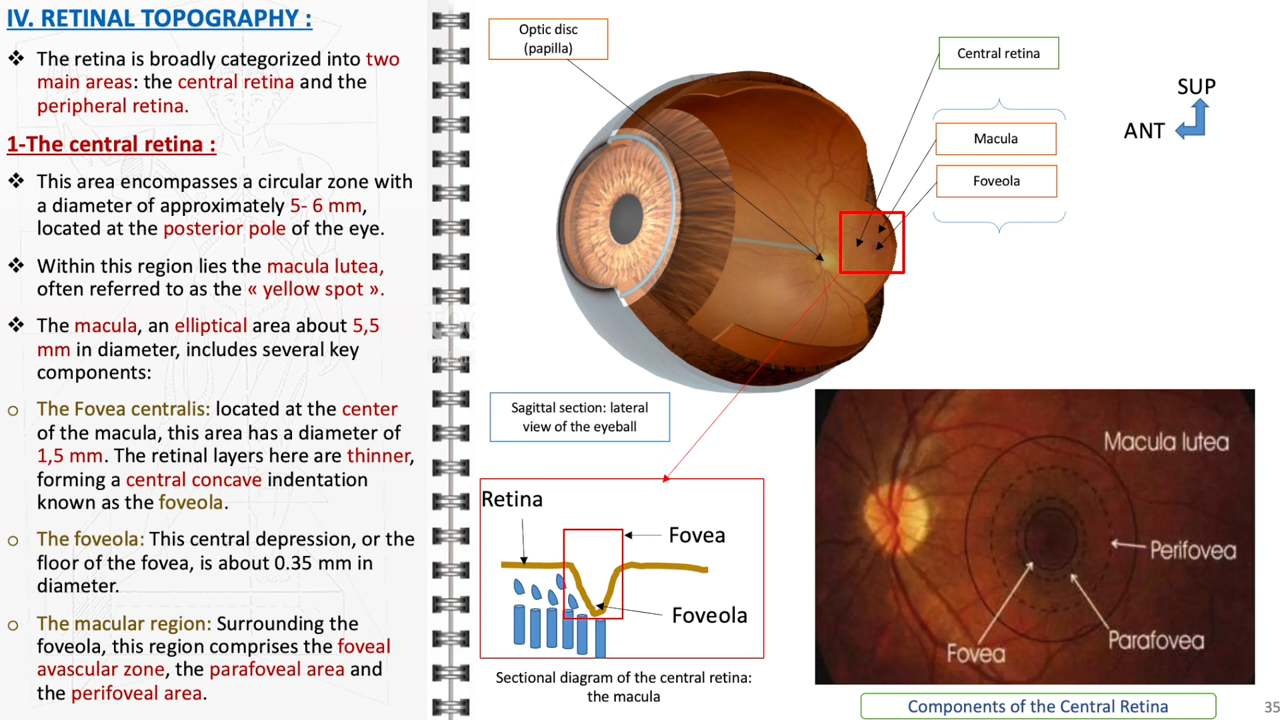 IV. RETINAL TOPOGRAPHY :
❖ The retina is broadly categorized into two
main areas: the central retina and the
peripheral retina.
1-The central retina :
❖ This area encompasses a circular zone with
a diameter of approximately 5- 6 mm,
located at the posterior pole of the eye.
❖ Within this region lies the macula lutea,
often referred to as the « yellow spot ».
❖ The macula, an elliptical area about 5,5
mm in diameter, includes several key
components:
o The Fovea centralis: located at the center
of the macula, this area has a diameter of
1,5 mm. The retinal layers here are thinner,
forming a central concave indentation
known as the foveola.
o The foveola: This central depression, or the
floor of the fovea, is about 0.35 mm in
diameter.
o The macular region: Surrounding the
foveola, this region comprises the foveal
avascular zone, the parafoveal area and
the perifoveal area.
Optic disc
(papilla)
Central retina
Macula
Foveola
SUP
ANT
Sagittal section: lateral
view of the eyeball
Retina
Fovea
Foveola
Sectional diagram of the central retina:
the macula
Macula lutea
Perifovea
Parafovea
Fovea
Components of the Central Retina
35